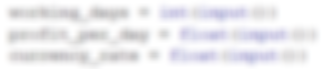 working_days = int(input())
profit_per_day = float(input())
currency_rate = float(input())